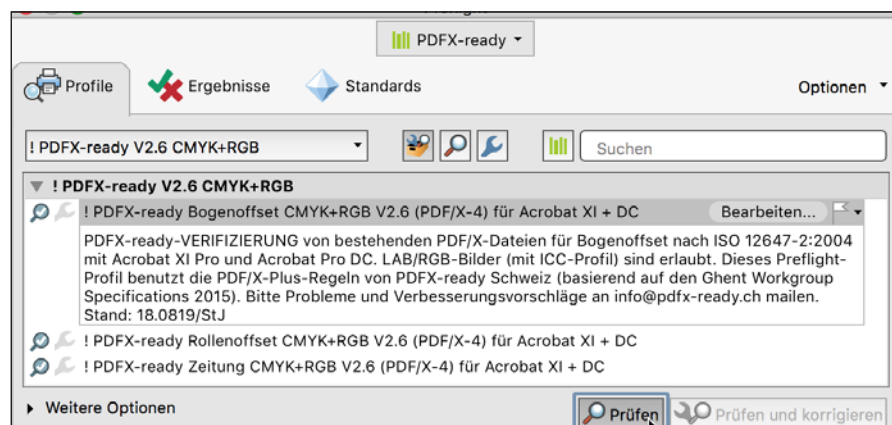 PDFX-ready
Profile Ergebnisse Standards Optionen
! PDFX-ready V2.6 CMYK+RGB Suchen
! PDFX-ready V2.6 CMYK+RGB
! PDFX-ready Bogenoffset CMYK+RGB V2.6 (PDF/X-4) für Acrobat XI + DC Bearbeiten...
PDFX-ready-VERIFIZIERUNG von bestehenden PDF/X-Dateien für Bogenoffset nach ISO 12647-2:2004
mit Acrobat XI Pro und Acrobat Pro DC. LAB/RGB-Bilder (mit ICC-Profil) sind erlaubt. Dieses Preflight-
Profil benutzt die PDF/X-Plus-Regeln von PDFX-ready Schweiz (basierend auf den Ghent Workgroup
Specifications 2015). Bitte Probleme und Verbesserungsvorschläge an info@pdfx-ready.ch mailen.
Stand: 18.0819/StJ
! PDFX-ready Rollenoffset CMYK+RGB V2.6 (PDF/X-4) für Acrobat XI + DC
! PDFX-ready Zeitung CMYK+RGB V2.6 (PDF/X-4) für Acrobat XI + DC
Weitere Optionen Prüfen Prüfen und korrigieren